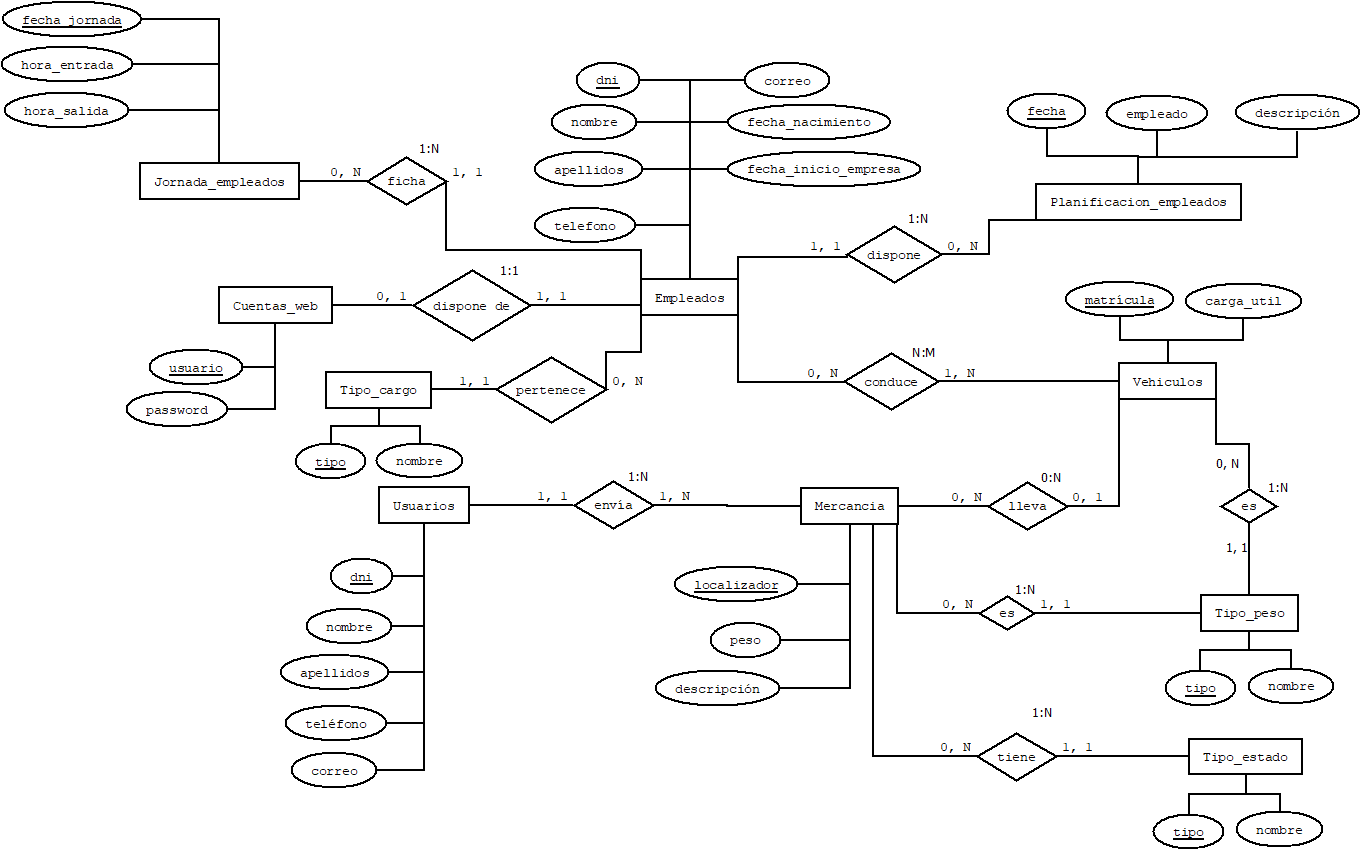 fecha_jornada
hora_entrada
hora_salida
Jornada_empleados
0, N
ficha
1:N
1, 1
dni
correo
nombre
fecha_nacimiento
apellidos
fecha_inicio_empresa
telefono
fecha
empleado
descripción
Planificacion_empleados
1:N
1, 1
dispone
0, N
Empleados
Cuentas_web
0, 1
dispone de
1:1
1, 1
usuario
password
Tipo_cargo
1, 1
pertenece
0, N
tipo
nombre
matrícula
carga_util
N:M
0, N
conduce
1, N
Vehiculos
Usuarios
1, 1
envía
1:N
1, N
Mercancia
0, N
lleva
0:N
0, 1
0, N
es
1:N
1, 1
dni
nombre
apellidos
teléfono
correo
localizador
peso
descripción
0, N
es
1:N
1, 1
Tipo_peso
tipo
nombre
0, N
tiene
1:N
1, 1
Tipo_estado
tipo
nombre